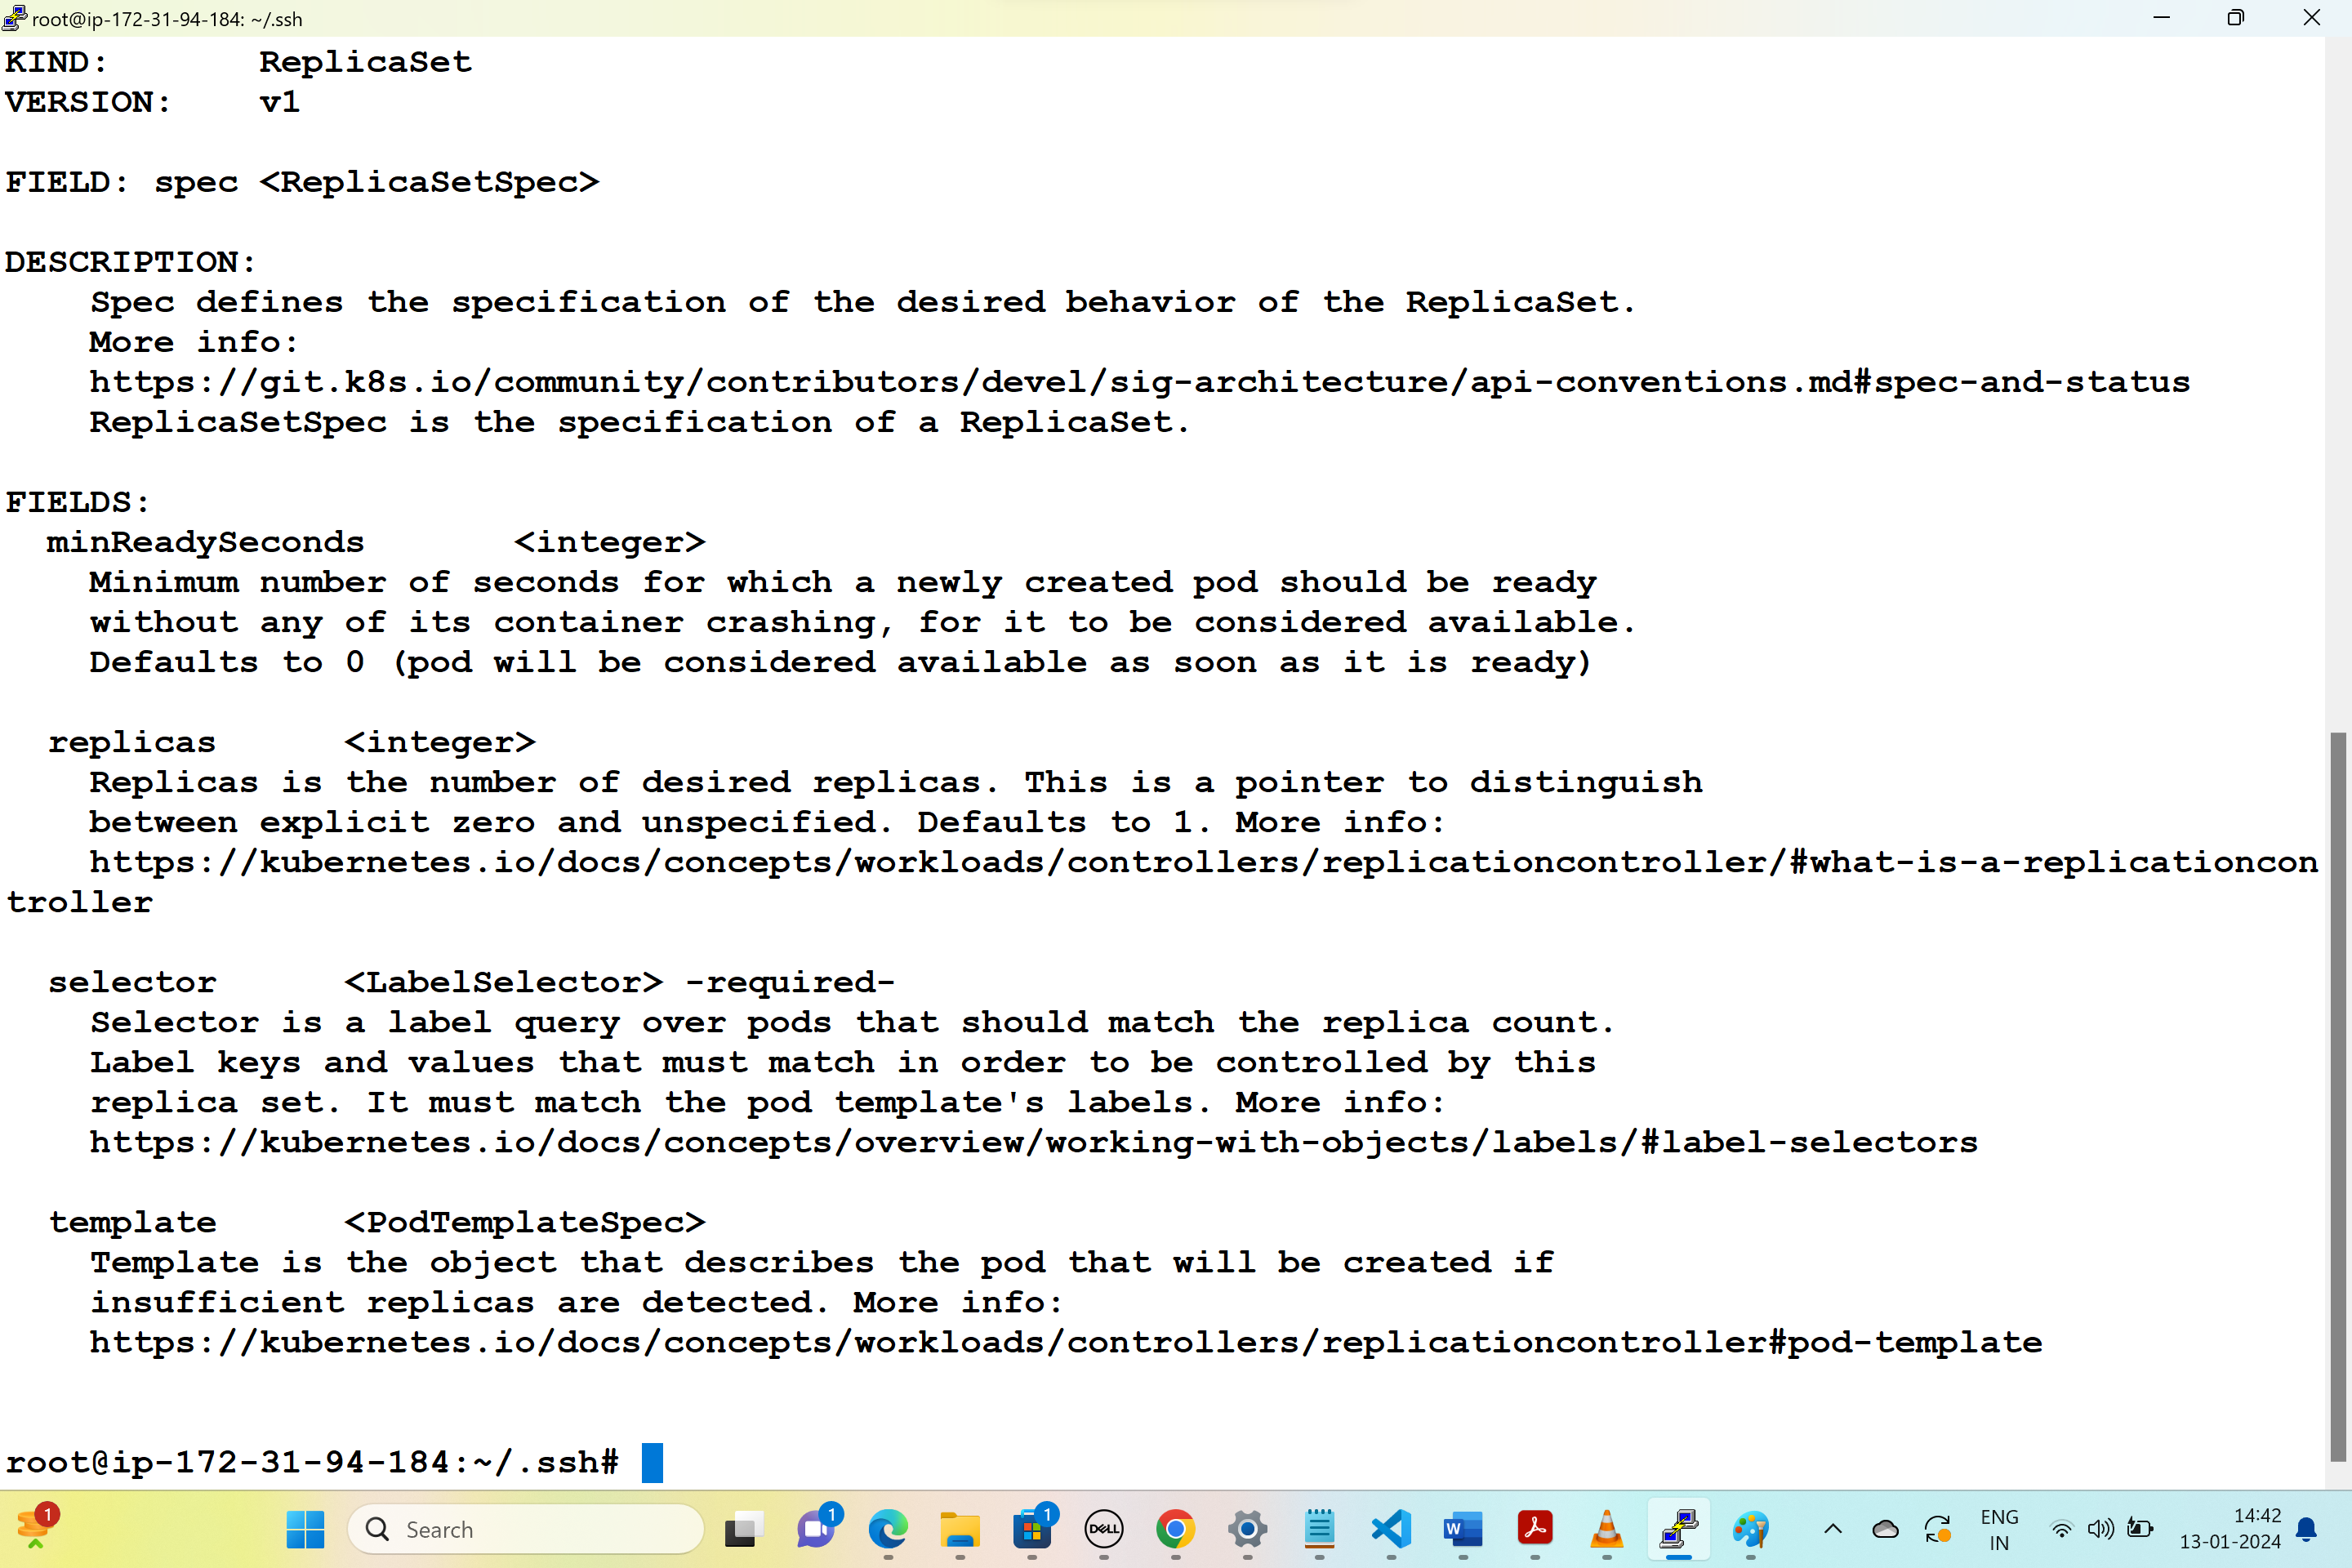 root@ip-172-31-94-184: ~/.ssh
KIND:       ReplicaSet
VERSION:    v1
FIELD: spec <ReplicaSetSpec>
DESCRIPTION:
Spec defines the specification of the desired behavior of the ReplicaSet.
More info:
https://git.k8s.io/community/contributors/devel/sig-architecture/api-conventions.md#spec-and-status
ReplicaSetSpec is the specification of a ReplicaSet.
FIELDS:
minReadySeconds       <integer>
Minimum number of seconds for which a newly created pod should be ready
without any of its container crashing, for it to be considered available.
Defaults to 0 (pod will be considered available as soon as it is ready)
replicas      <integer>
Replicas is the number of desired replicas. This is a pointer to distinguish
between explicit zero and unspecified. Defaults to 1. More info:
https://kubernetes.io/docs/concepts/workloads/controllers/replicationcontroller/#what-is-a-replicationcon
troller
selector      <LabelSelector> -required-
Selector is a label query over pods that should match the replica count.
Label keys and values that must match in order to be controlled by this
replica set. It must match the pod template's labels. More info:
https://kubernetes.io/docs/concepts/overview/working-with-objects/labels/#label-selectors
template      <PodTemplateSpec>
Template is the object that describes the pod that will be created if
insufficient replicas are detected. More info:
https://kubernetes.io/docs/concepts/workloads/controllers/replicationcontroller#pod-template
root@ip-172-31-94-184:~/.ssh#
1
Search
1
1
DELL
W
ENG
IN
14:42
13-01-2024